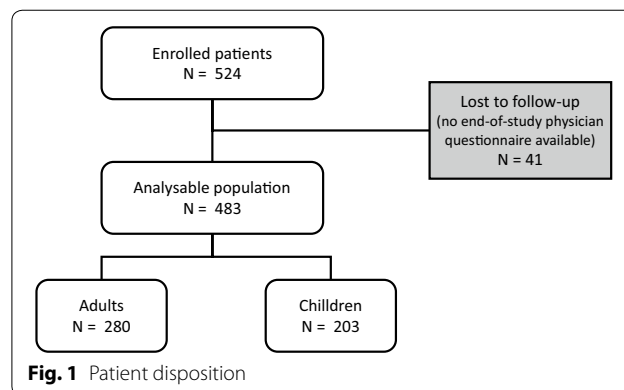 Enrolled patients
N = 524
Lost to follow-up
(no end-of-study physician
questionnaire available)
N = 41
Analysable population
N = 483
Adults
N = 280
Chilldren
N = 203
Fig. 1 Patient disposition